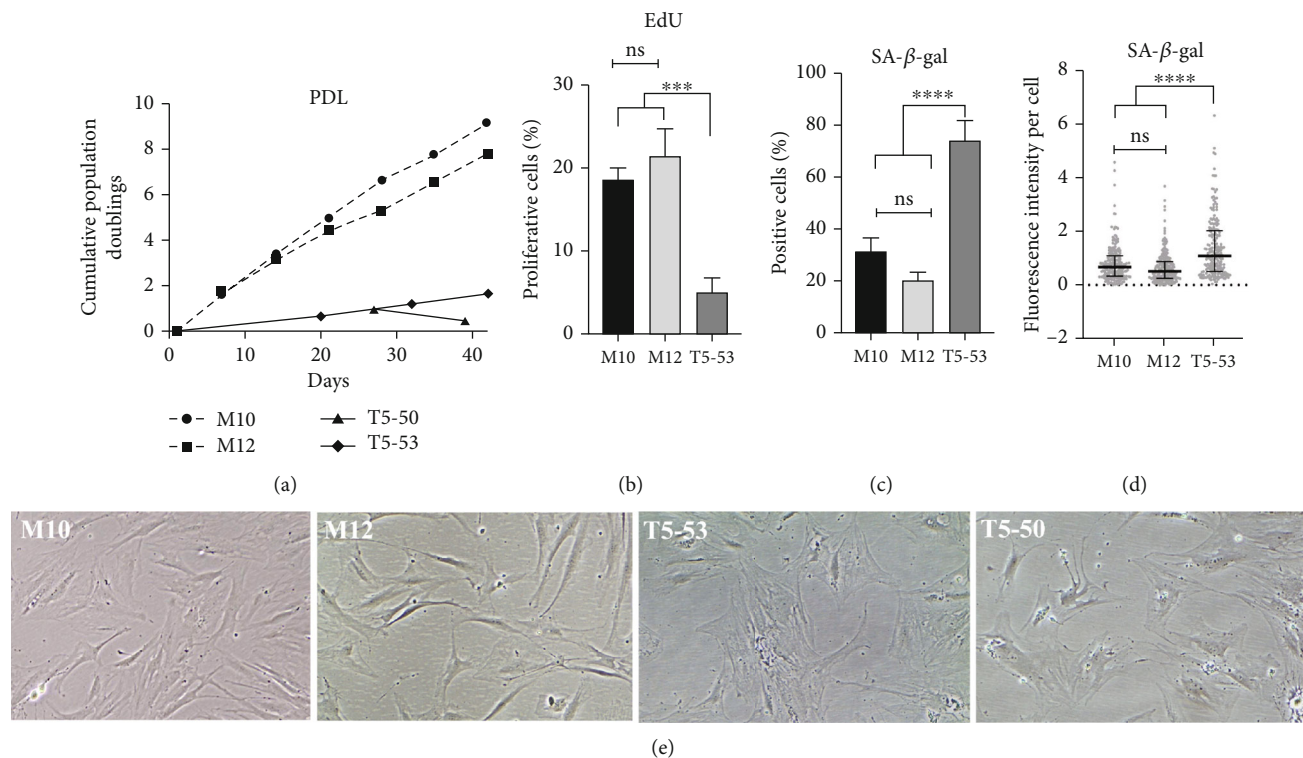 PDL
Cumulative population
doublings
10
8
6
4
2
0
0
10
20
30
40
Days
M10
M12
T5-50
T5-53
(a)
EdU
ns
***
Proliferative cells (%)
30
20
10
0
M10 M12 T5-53
(b)
SA-β-gal
****
ns
Positive cells (%)
100
80
60
40
20
0
M10 M12 T5-53
(c)
SA-β-gal
****
ns
Fluorescence intensity per cell
8
6
4
2
0
−2
M10 M12 T5-53
(d)
M10
M12
T5-53
T5-50
(e)